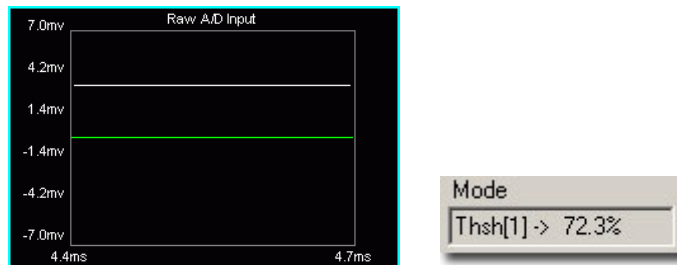 Raw A/D Input
7.0mv
4.2mv
1.4mv
-1.4mv
-4.2mv
-7.0mv
4.4ms 4.7ms
Mode
Thsh[1] -> 72.3%